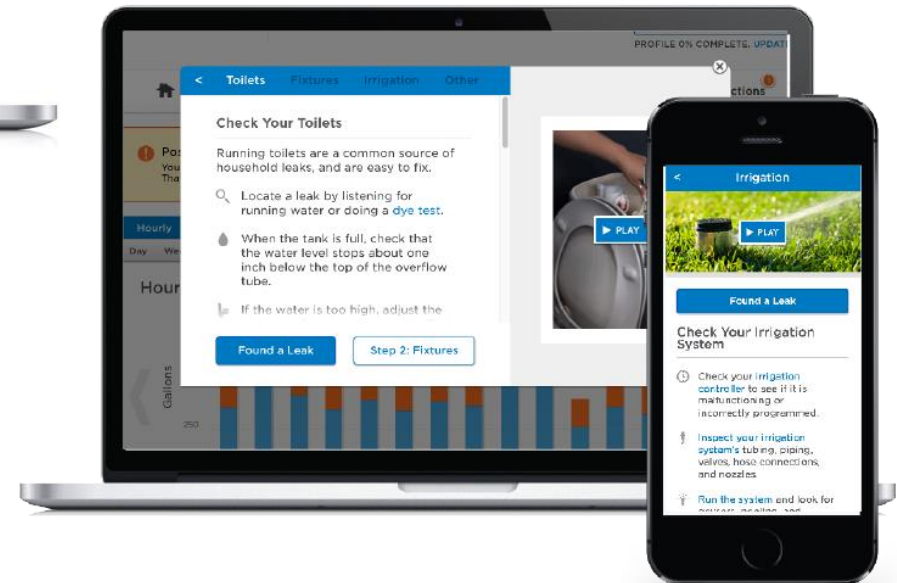 PROFILE 0% COMPLETE. UPDAT
ctions
< Toilets Fixtures Irrigation Other
Check Your Toilets
Running toilets are a common source of
household leaks, and are easy to fix.
Locate a leak by listening for
running water or doing a dye test.
When the tank is full, check that
the water level stops about one
inch below the top of the overflow
tube.
If the water is too high, adjust the
Found a Leak
Step 2: Fixtures
PLAY
Pos
You
Tha
Hourly
Day We
Hour
Gallons
250
< Irrigation
PLAY
Found a Leak
Check Your Irrigation
System
Check your irrigation
controller to see if it is
malfunctioning or
incorrectly programmed.
Inspect your irrigation
system's tubing, piping,
valves, hose connections,
and nozzles.
Run the system and look for